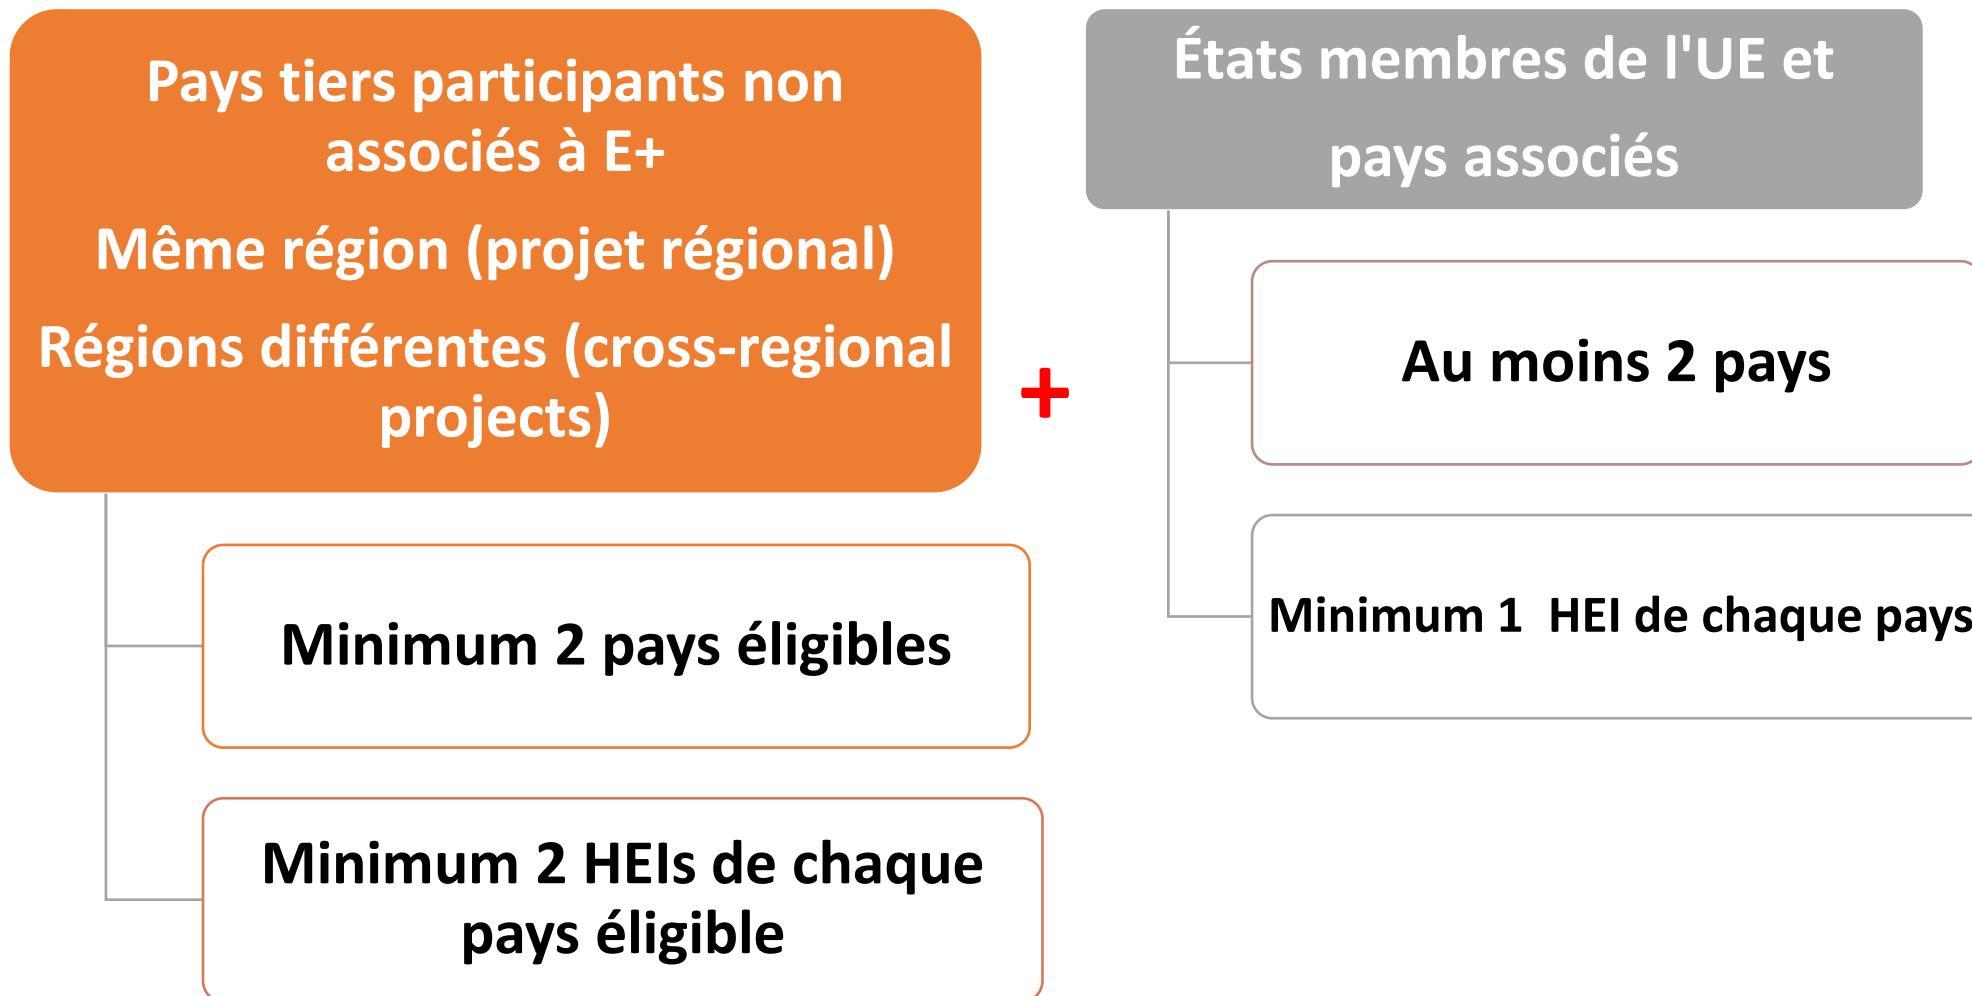 Pays tiers participants non
associés à E+
Même région (projet régional)
Régions différentes (cross-regional
projects)
Minimum 2 pays éligibles
Minimum 2 HEIs de chaque
pays éligible
+
États membres de l'UE et
pays associés
Au moins 2 pays
Minimum 1  HEI de chaque pays